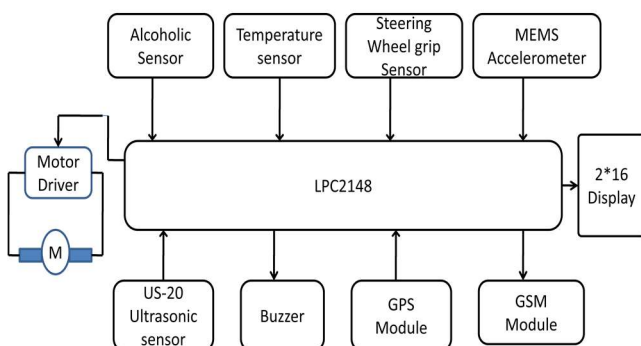 Alcoholic
Sensor
Temperature
sensor
Steering
Wheel grip
Sensor
MEMS
Accelerometer
Motor
Driver
M
LPC2148
2*16
Display
US-20
Ultrasonic
sensor
Buzzer
GPS
Module
GSM
Module